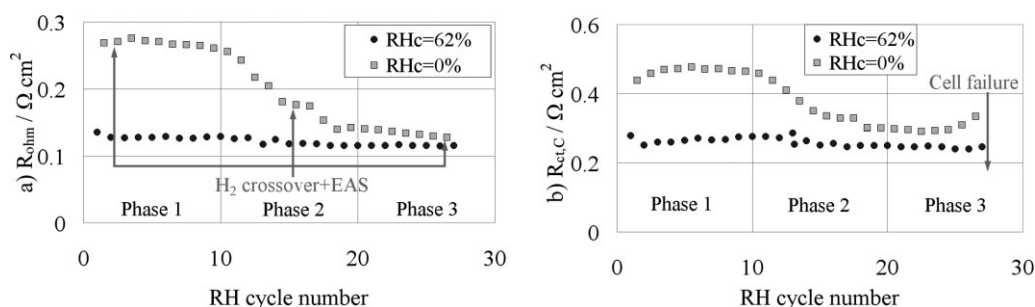 a) R_ohm / Ω cm²
0.3
0.2
0.1
0
RHc=62%
RHc=0%
H₂ crossover+EAS
Phase 1
Phase 2
Phase 3
0
10
20
30
RH cycle number
b) R_ct,C / Ω cm²
0.6
0.4
0.2
0
RHc=62%
RHc=0%
Cell failure
Phase 1
Phase 2
Phase 3
0
10
20
30
RH cycle number